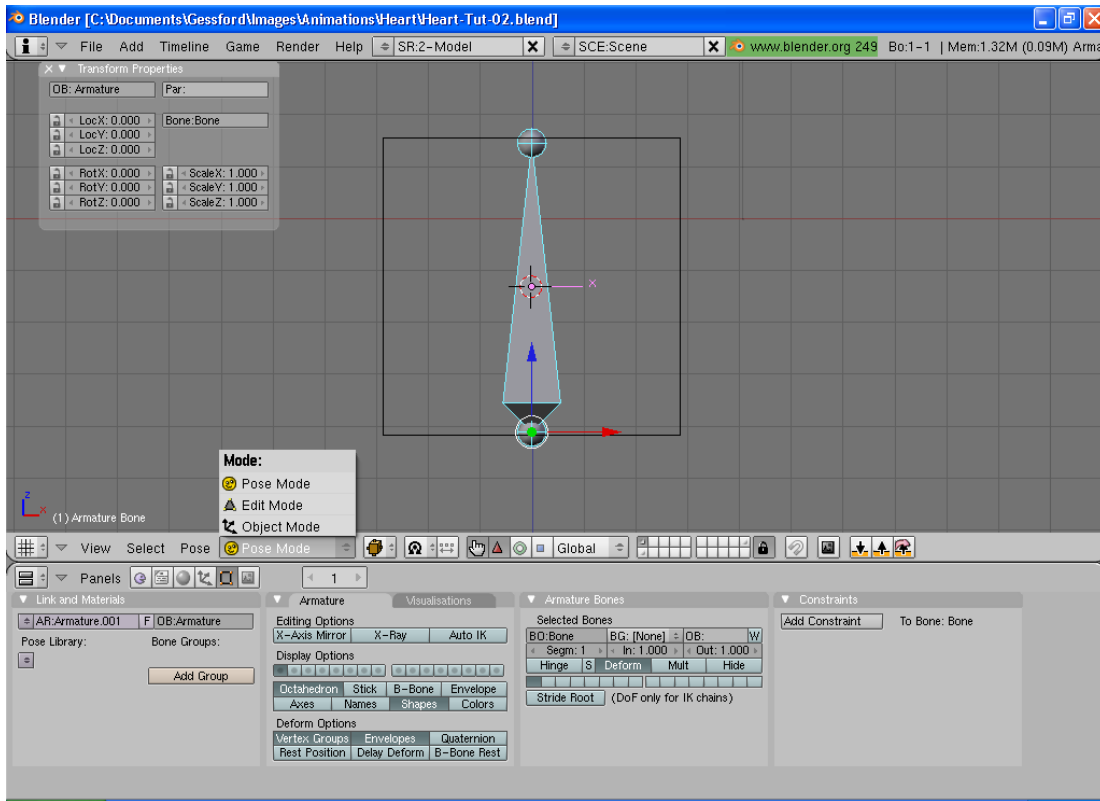 Blender [C:\Documents\Gessford\Images\Animations\Heart\Heart-Tut-02.blend]
File Add Timeline Game Render Help SR:2-Model X SCE:Scene X www.blender.org 249 Bo:1-1 | Mem:1.32M (0.09M) Arma
Transform Properties
OB: Armature Par:
LocX: 0.000 Bone:Bone
LocY: 0.000
LocZ: 0.000
RotX: 0.000 ScaleX: 1.000
RotY: 0.000 ScaleY: 1.000
RotZ: 0.000 ScaleZ: 1.000
x
Mode:
Pose Mode
Edit Mode
Object Mode
z
x
(1) Armature Bone
View Select Pose Pose Mode Global
Panels 1
Link and Materials
AR:Armature.001 F OB:Armature
Pose Library: Bone Groups:
Add Group
Armature Visualisations
Editing Options
X-Axis Mirror X-Ray Auto IK
Display Options
Octahedron Stick B-Bone Envelope
Axes Names Shapes Colors
Deform Options
Vertex Groups Envelopes Quaternion
Rest Position Delay Deform B-Bone Rest
Armature Bones
Selected Bones
BO:Bone BG: [None] OB: W
Segm: 1 In: 1.000 Out: 1.000
Hinge S Deform Mult Hide
Stride Root (DoF only for IK chains)
Constraints
Add Constraint To Bone: Bone